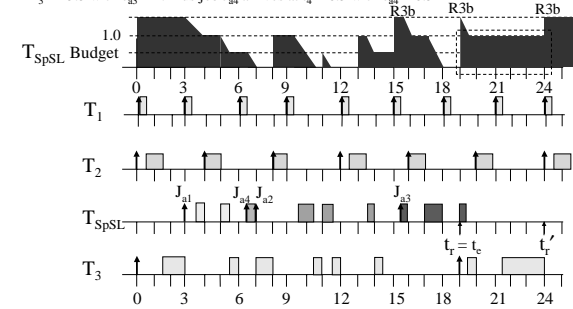 R3b R3b R3b
1.0
T_SpSL Budget
0 3 6 9 12 15 18 21 24
T_1
T_2
J_a1 J_a4 J_a2 J_a3
T_SpSL
t_r = t_e t_r′
T_3
0 3 6 9 12 15 18 21 24